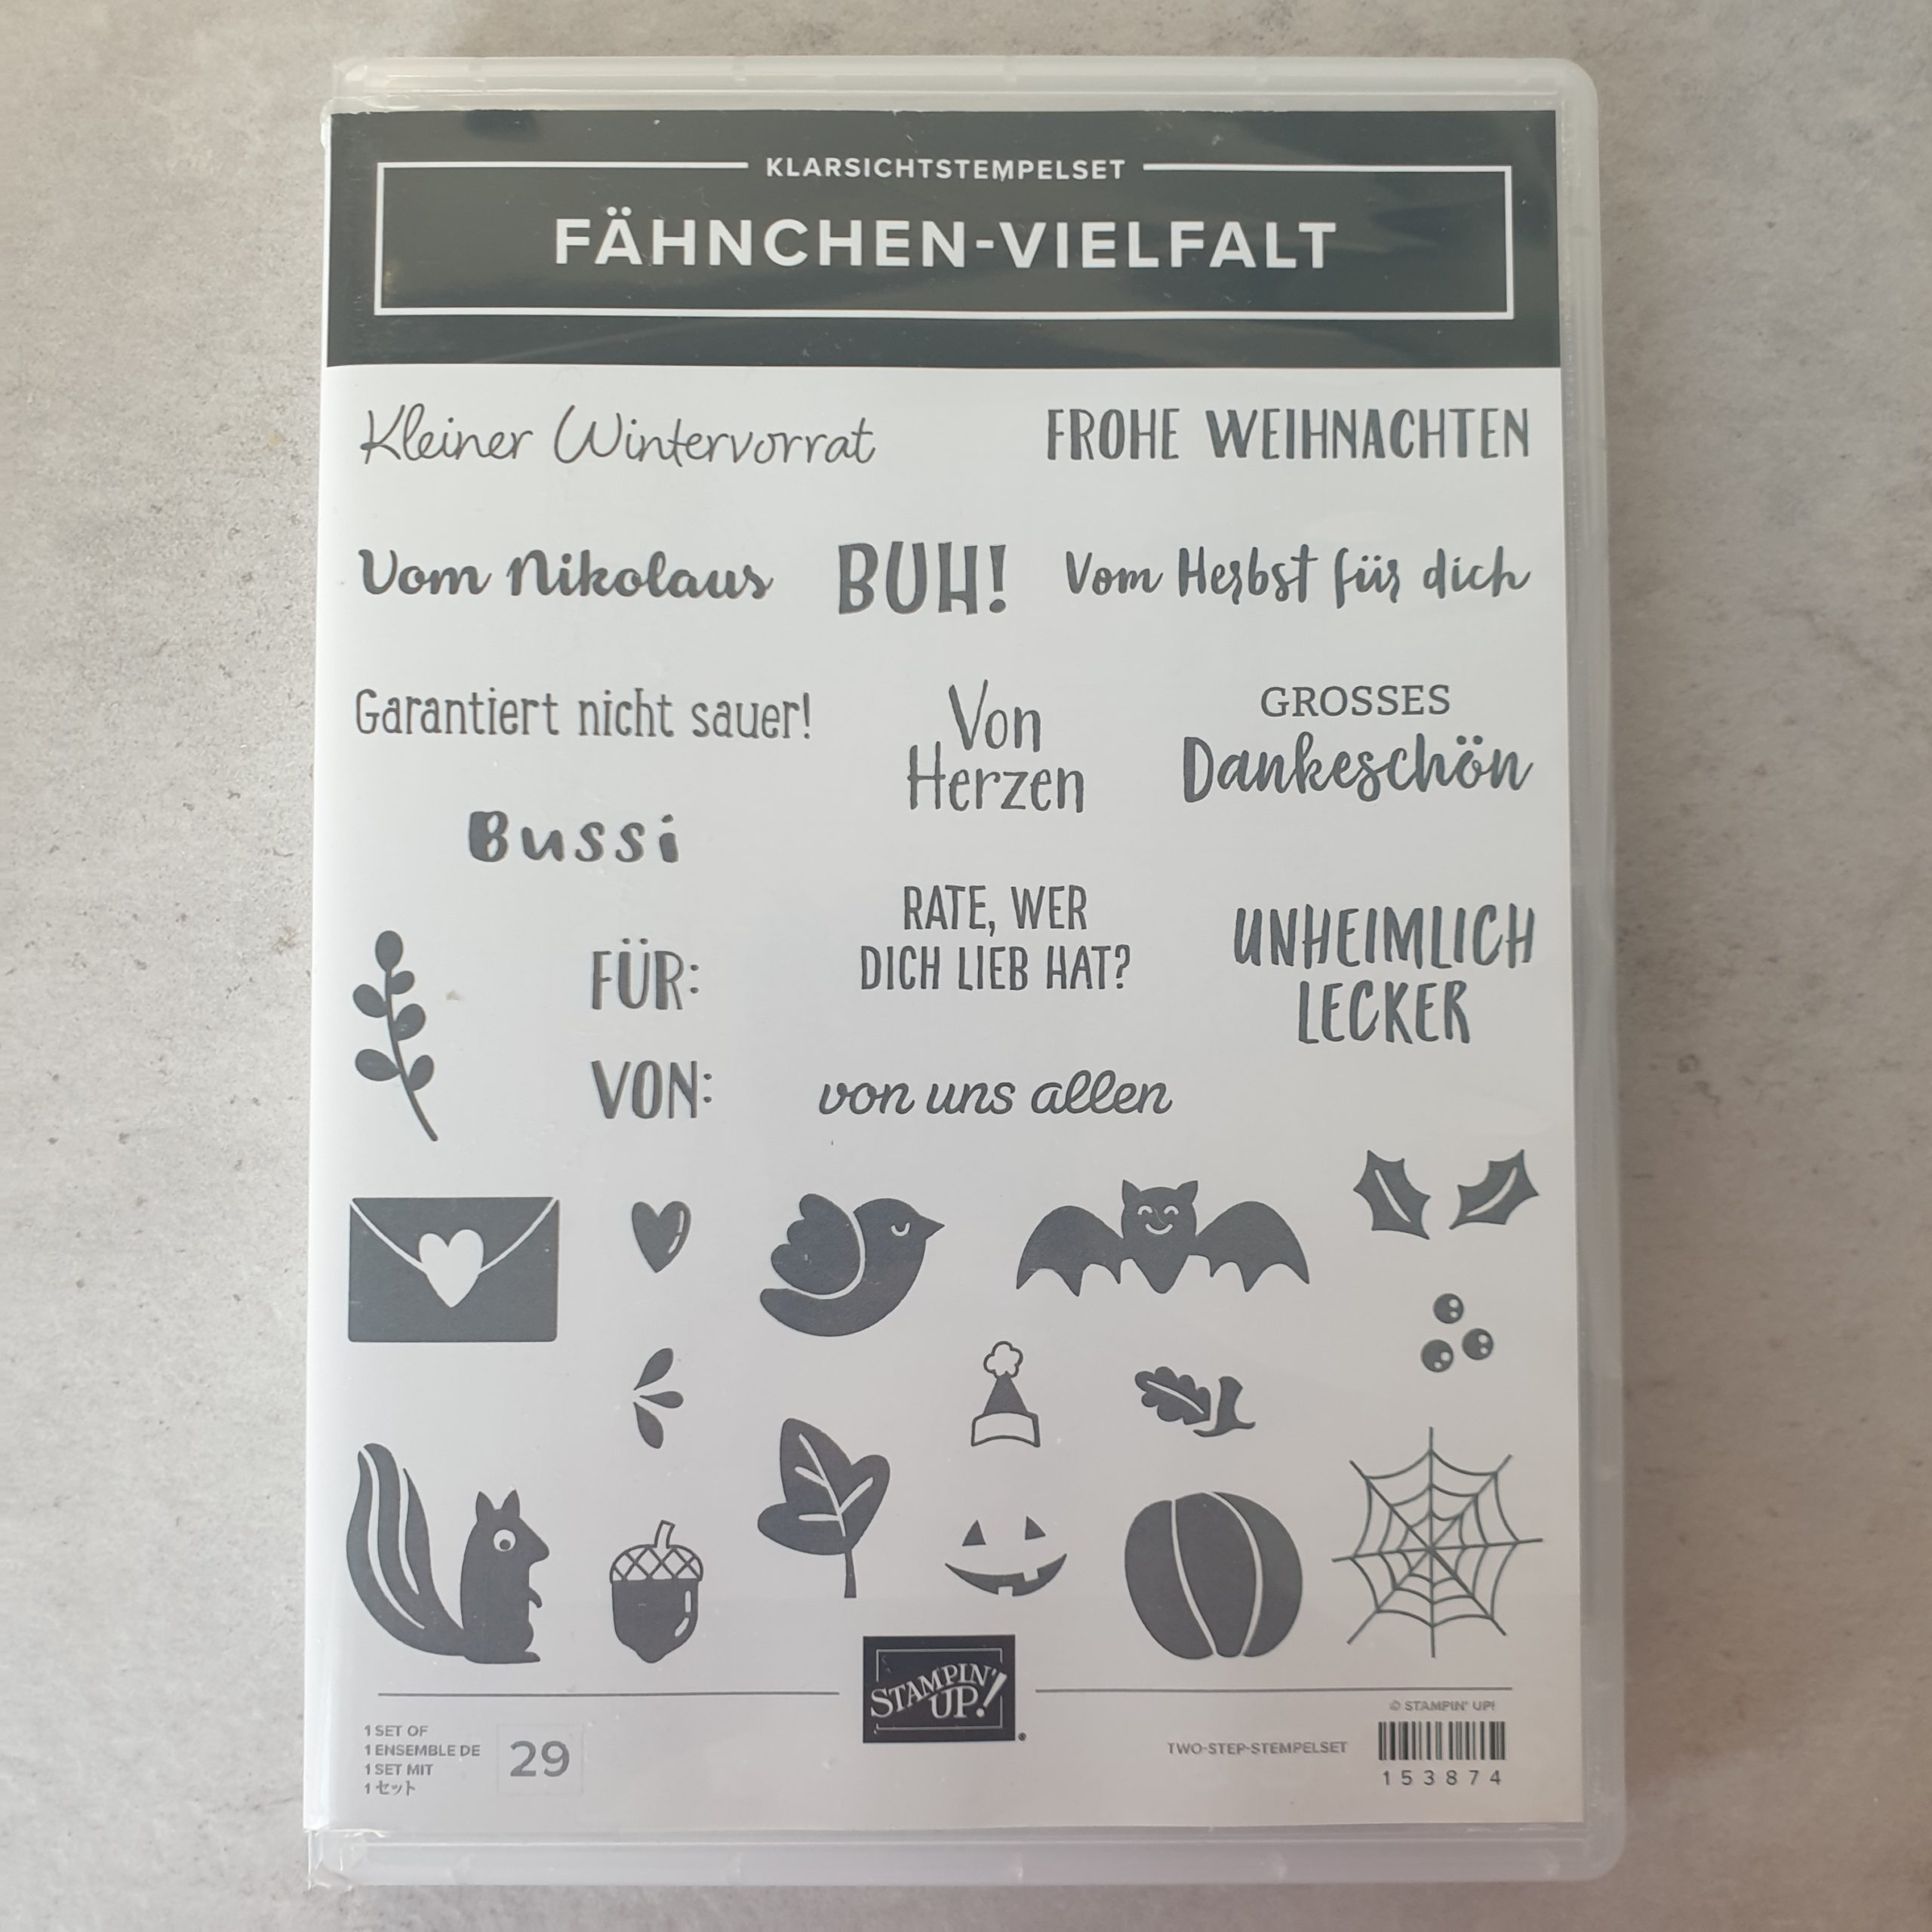 KLARSICHTSTEMPELSET
FÄHNCHEN-VIELFALT
Kleiner Wintervorrat
FROHE WEIHNACHTEN
Vom Nikolaus
BUH!
Vom Herbst für dich
Garantiert nicht sauer!
Von
Herzen
GROSSES
Dankeschön
Bussi
RATE, WER
DICH LIEB HAT?
UNHEIMLICH
LECKER
FÜR:
VON:
von uns allen
STAMPIN'
UP!
®
1 SET OF
1 ENSEMBLE DE
1 SET MIT
1 セット
29
TWO-STEP-STEMPELSET
© STAMPIN' UP!
153874